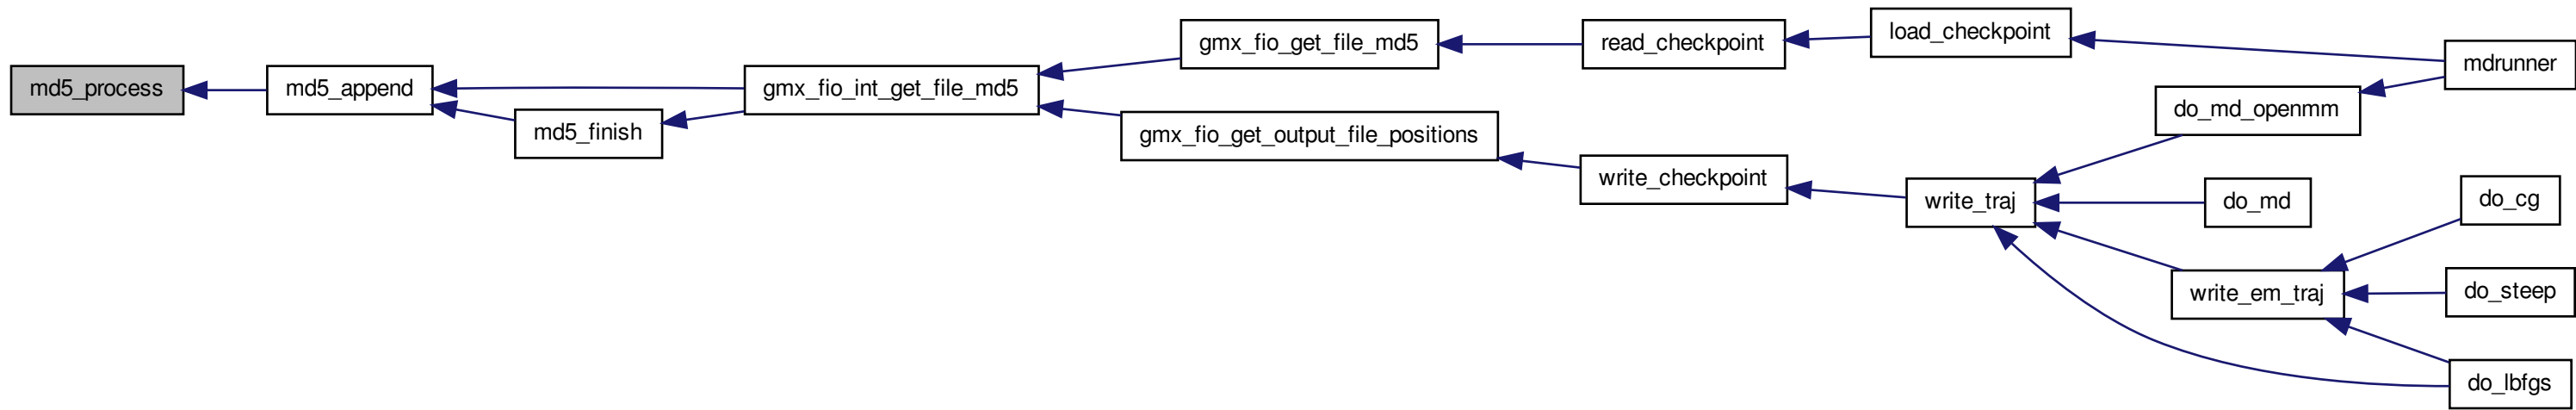 md5_process
md5_append
md5_finish
gmx_fio_int_get_file_md5
gmx_fio_get_file_md5
gmx_fio_get_output_file_positions
read_checkpoint
write_checkpoint
load_checkpoint
write_traj
do_md_openmm
do_md
write_em_traj
mdrunner
do_cg
do_steep
do_lbfgs